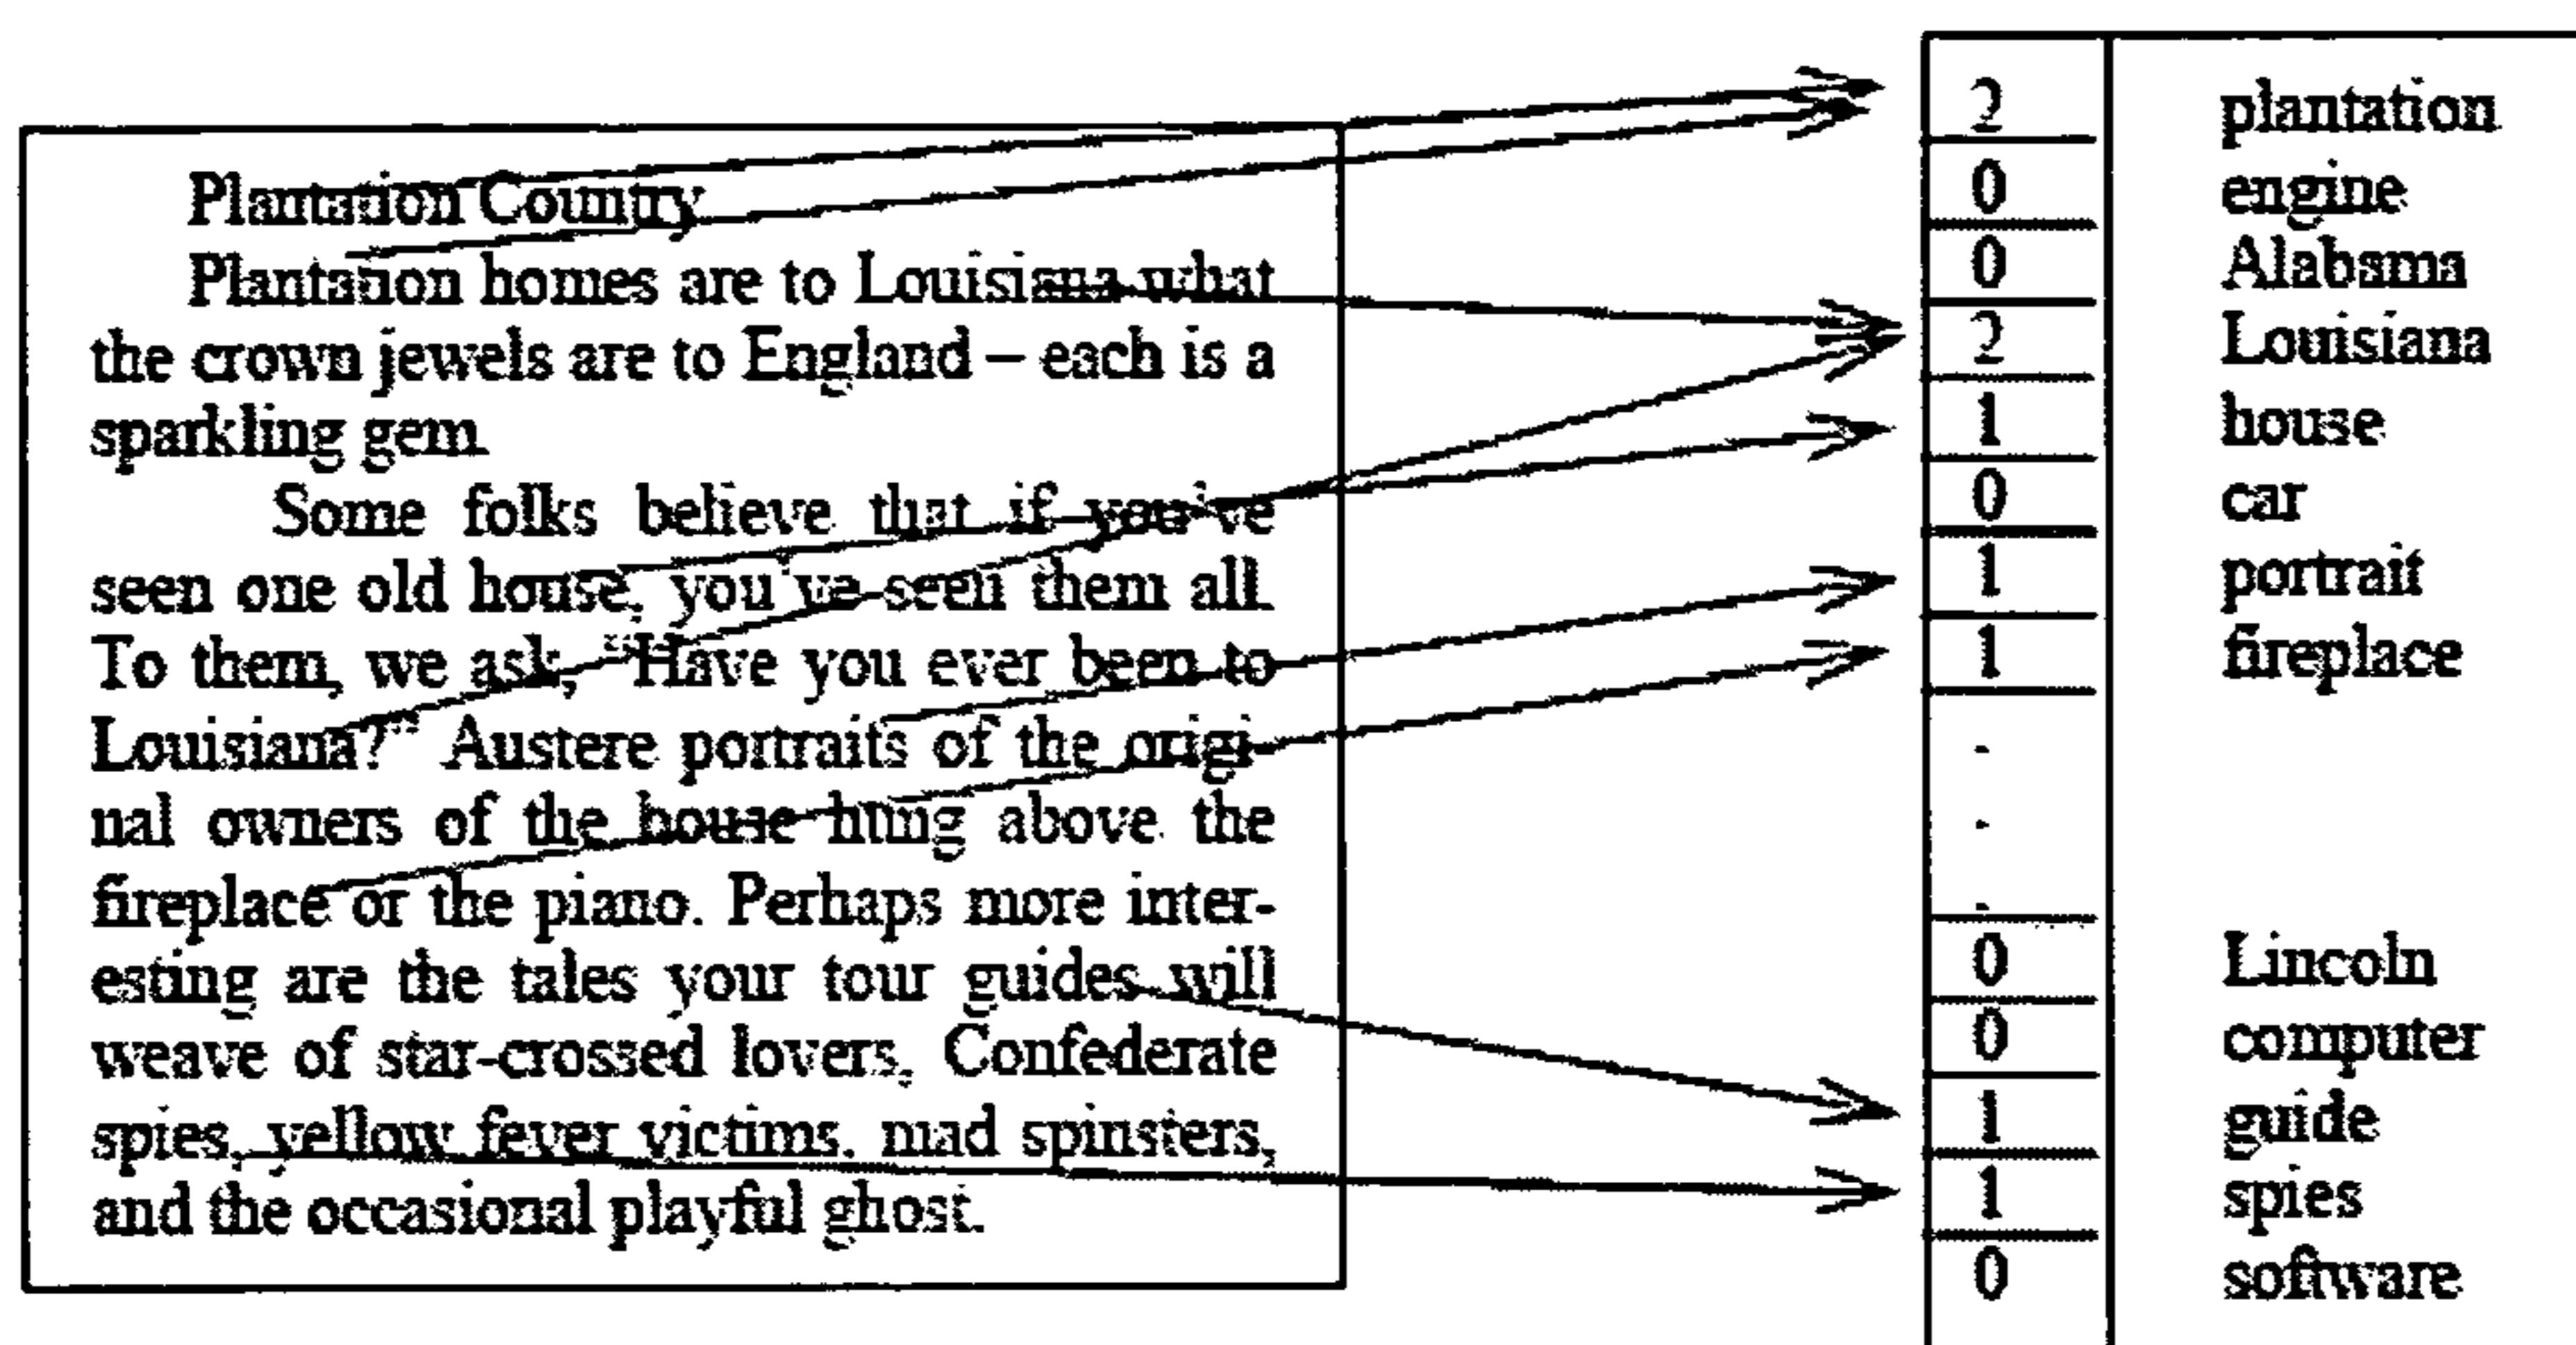 Plantation Country
Plantation homes are to Louisiana what
the crown jewels are to England – each is a
sparkling gem.
Some folks believe that if you've
seen one old house, you've seen them all.
To them, we ask, "Have you ever been to
Louisiana?" Austere portraits of the origi-
nal owners of the house hung above the
fireplace or the piano. Perhaps more inter-
esting are the tales your tour guides will
weave of star-crossed lovers, Confederate
spies, yellow fever victims, mad spinsters,
and the occasional playful ghost.
2 plantation
0 engine
0 Alabama
2 Louisiana
1 house
0 car
1 portrait
1 fireplace
.
.
.
0 Lincoln
0 computer
1 guide
1 spies
0 software